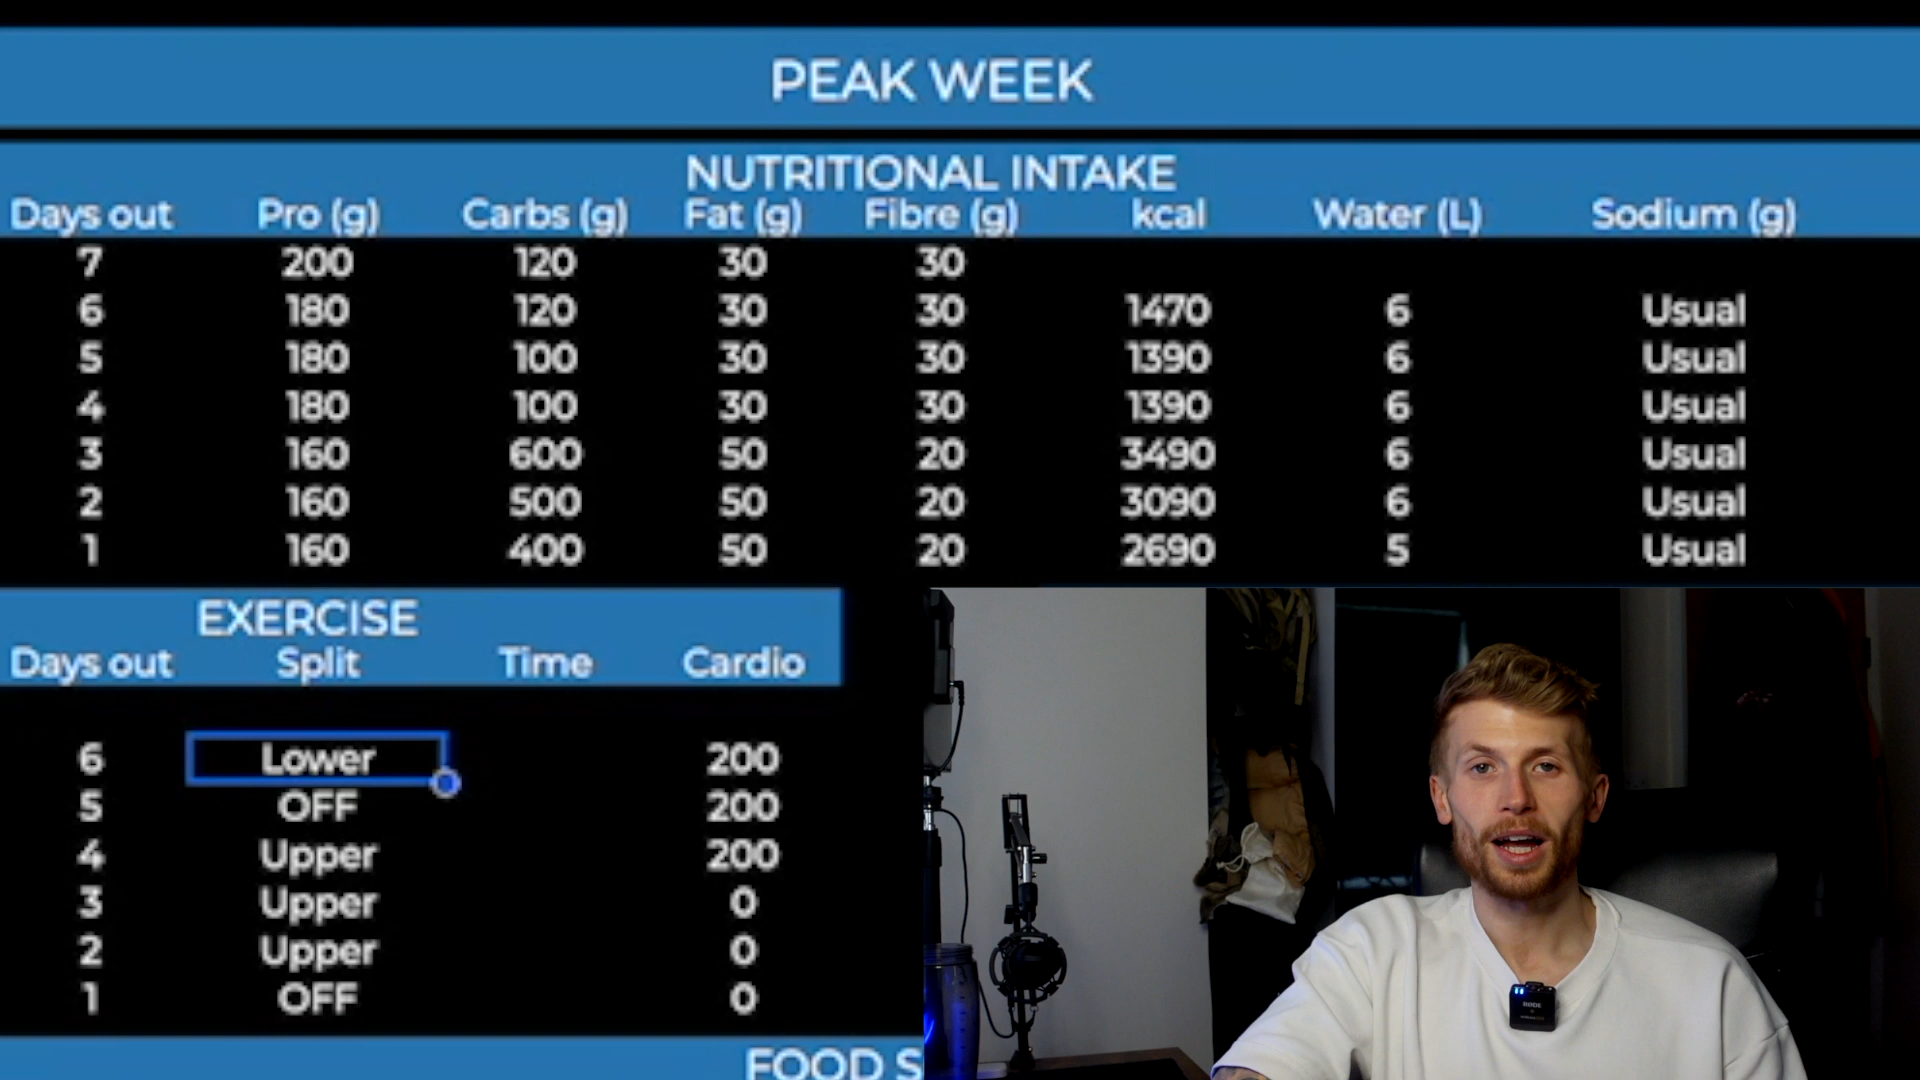 PEAK WEEK
NUTRITIONAL INTAKE
Days out Pro (g) Carbs (g) Fat (g) Fibre (g) kcal Water (L) Sodium (g)
7 200 120 30 30
6 180 120 30 30 1470 6 Usual
5 180 100 30 30 1390 6 Usual
4 180 100 30 30 1390 6 Usual
3 160 600 50 20 3490 6 Usual
2 160 500 50 20 3090 6 Usual
1 160 400 50 20 2690 5 Usual
EXERCISE
Days out Split Time Cardio
6 Lower 200
5 OFF 200
4 Upper 200
3 Upper 0
2 Upper 0
1 OFF 0
FOOD S
RODE